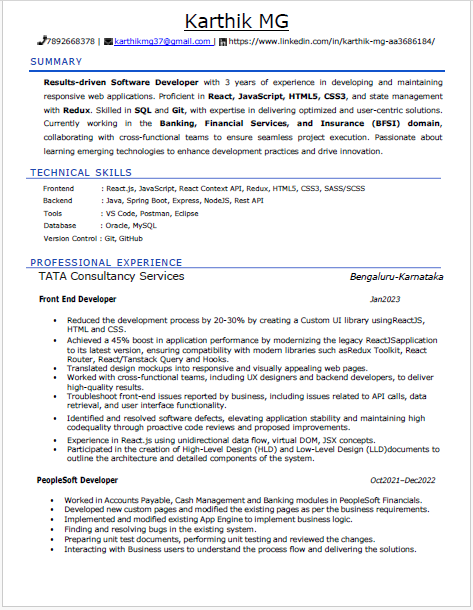 Karthik MG
7892668378 | karthikmg37@gmail.com | https://www.linkedin.com/in/karthik-mg-aa3686184/
SUMMARY
Results-driven Software Developer with 3 years of experience in developing and maintaining
responsive web applications. Proficient in React, JavaScript, HTML5, CSS3, and state management
with Redux. Skilled in SQL and Git, with expertise in delivering optimized and user-centric solutions.
Currently working in the Banking, Financial Services, and Insurance (BFSI) domain,
collaborating with cross-functional teams to ensure seamless project execution. Passionate about
learning emerging technologies to enhance development practices and drive innovation.
TECHNICAL SKILLS
Frontend : React.js, JavaScript, React Context API, Redux, HTML5, CSS3, SASS/SCSS
Backend : Java, Spring Boot, Express, NodeJS, Rest API
Tools : VS Code, Postman, Eclipse
Database : Oracle, MySQL
Version Control : Git, GitHub
PROFESSIONAL EXPERIENCE
TATA Consultancy Services Bengaluru-Karnataka
Front End Developer Jan2023
• Reduced the development process by 20-30% by creating a Custom UI library usingReactJS,
HTML and CSS.
• Achieved a 45% boost in application performance by modernizing the legacy ReactJSapplication
to its latest version, ensuring compatibility with modern libraries such asRedux Toolkit, React
Router, React/Tanstack Query and Hooks.
• Translated design mockups into responsive and visually appealing web pages.
• Worked with cross-functional teams, including UX designers and backend developers, to deliver
high-quality results.
• Troubleshoot front-end issues reported by business, including issues related to API calls, data
retrieval, and user interface functionality.
• Identified and resolved software defects, elevating application stability and maintaining high
codequality through proactive code reviews and proposed improvements.
• Experience in React.js using unidirectional data flow, virtual DOM, JSX concepts.
• Participated in the creation of High-Level Design (HLD) and Low-Level Design (LLD)documents to
outline the architecture and detailed components of the system.
PeopleSoft Developer Oct2021–Dec2022
• Worked in Accounts Payable, Cash Management and Banking modules in PeopleSoft Financials.
• Developed new custom pages and modified the existing pages as per the business requirements.
• Implemented and modified existing App Engine to implement business logic.
• Finding and resolving bugs in the existing system.
• Preparing unit test documents, performing unit testing and documenting the test results.
• Interacting with Business users to understand the process flow and delivering the solutions.